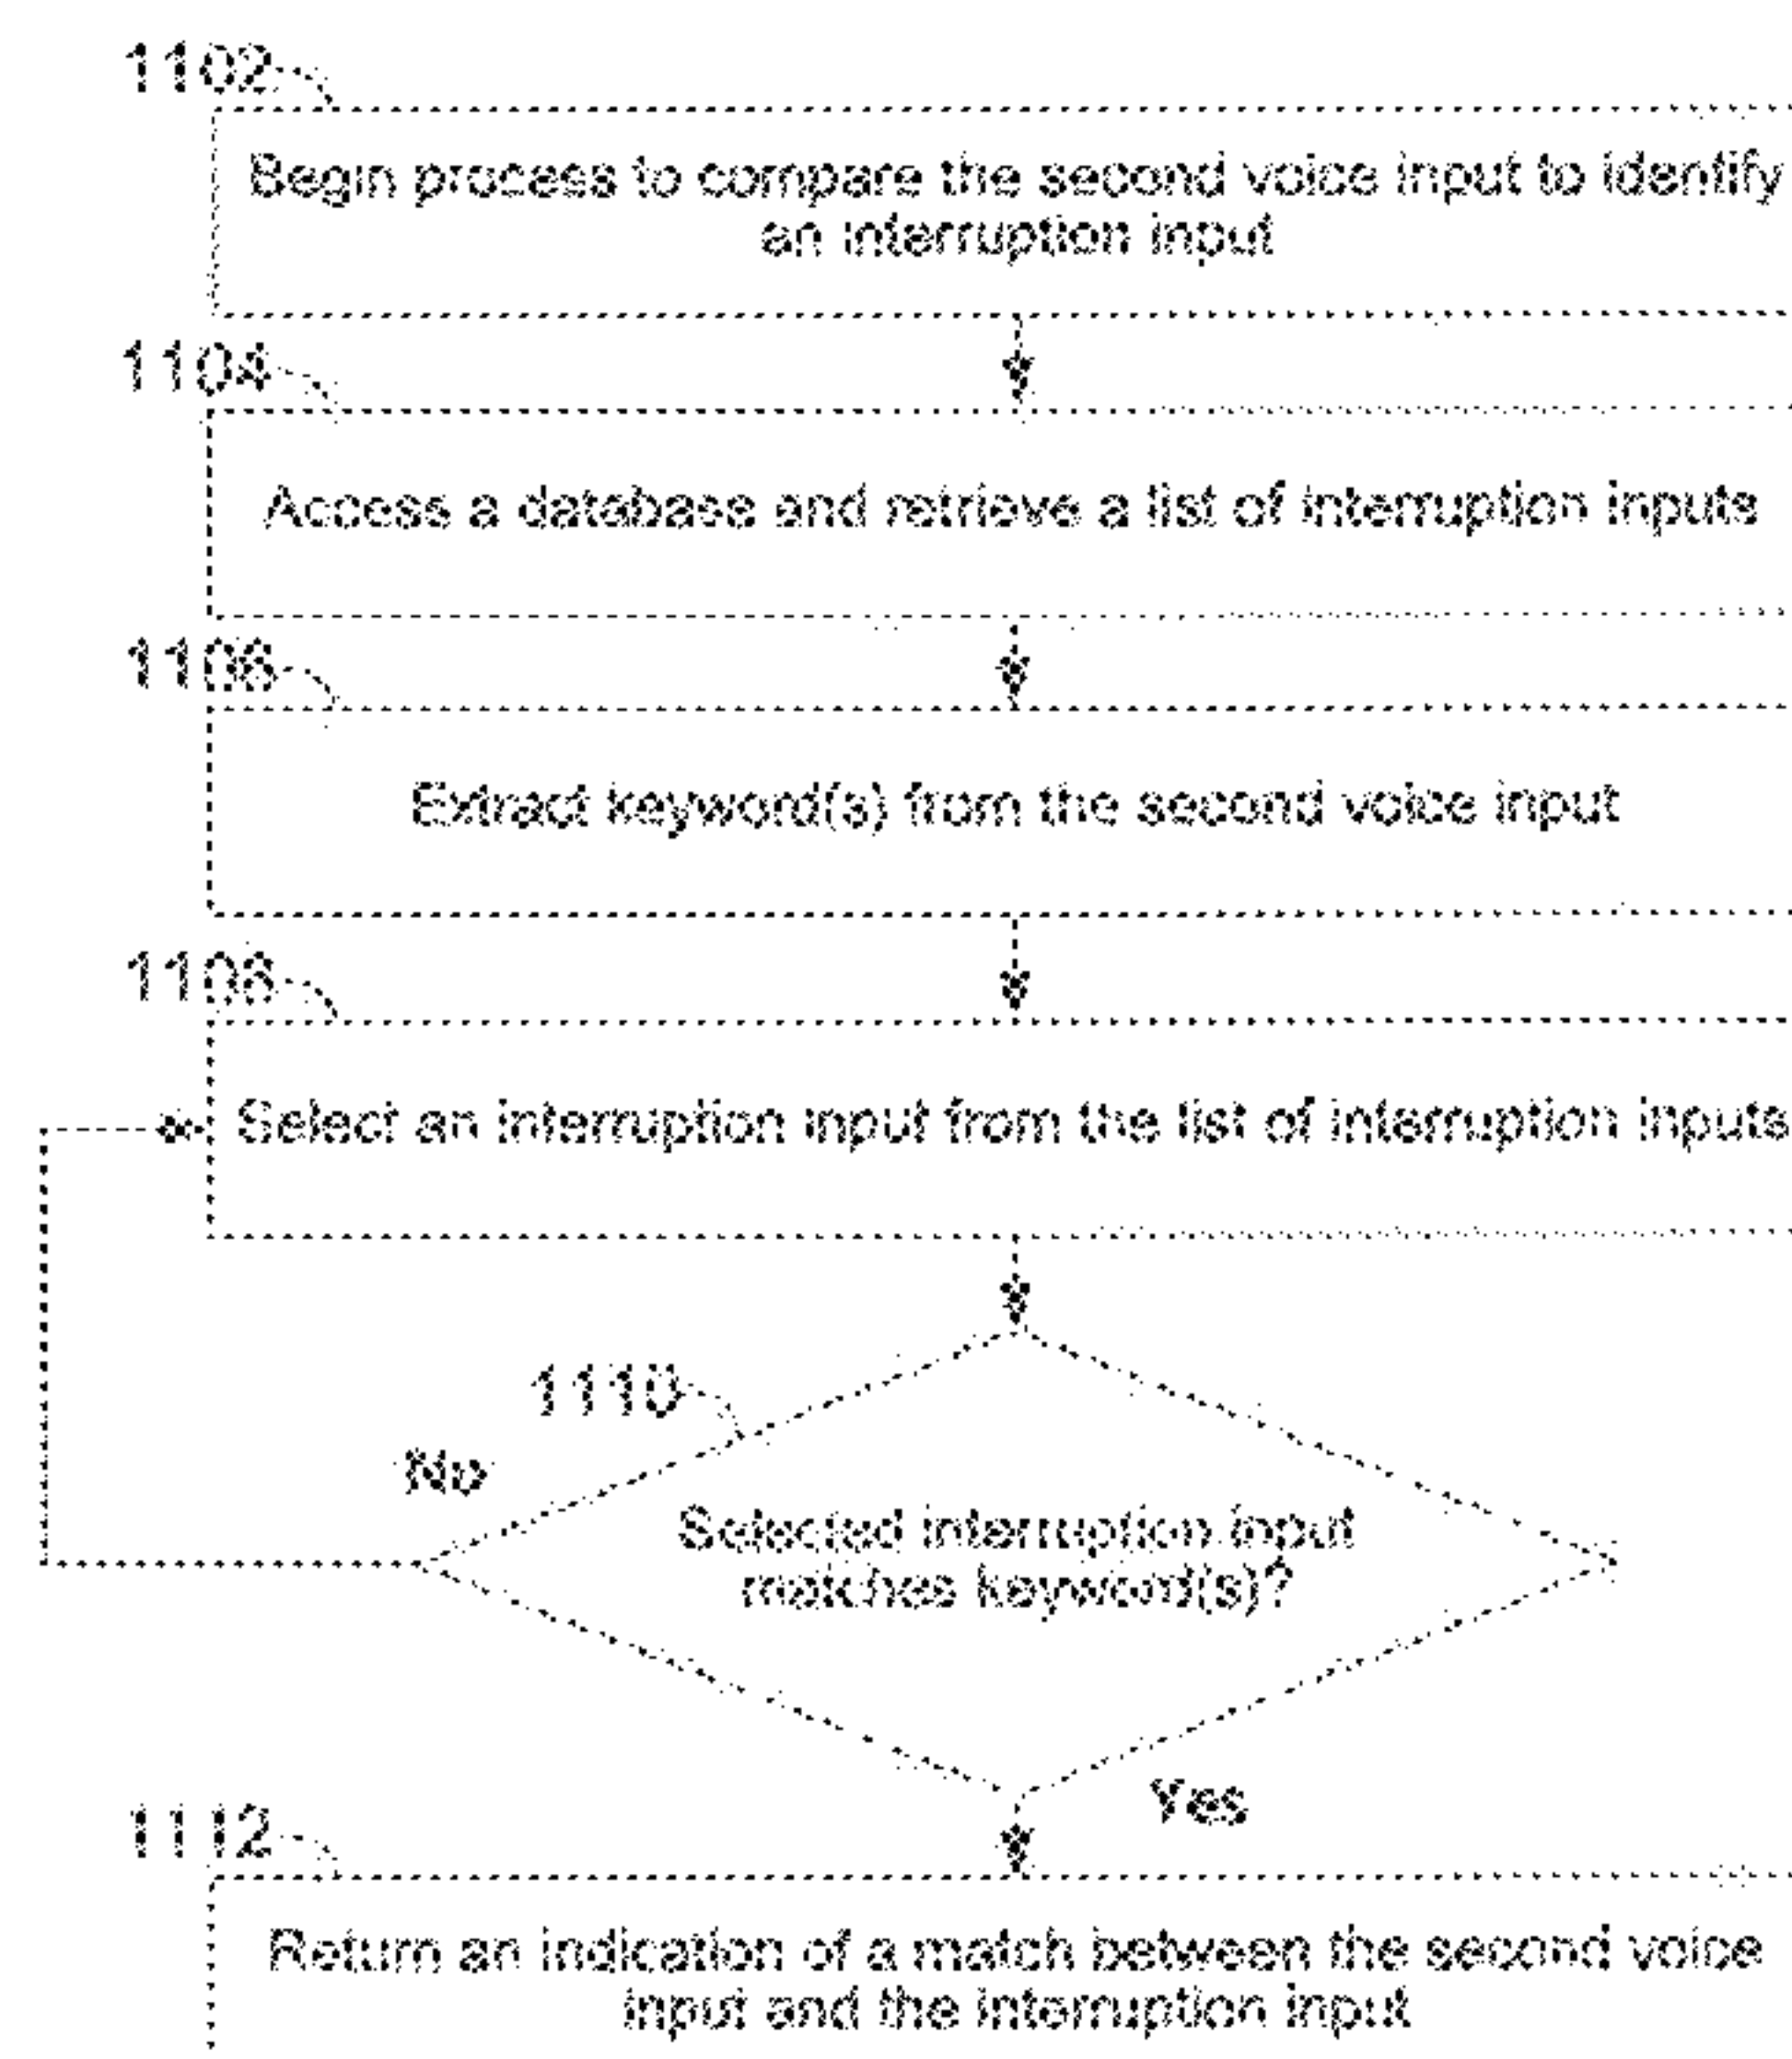 1102
Begin process to compare the second voice input to identify
an interruption input
1104
Access a database and retrieve a list of interruption inputs
1106
Extract keyword(s) from the second voice input
1108
Select an interruption input from the list of interruption inputs
1110
No
Selected interruption input
matches keyword(s)?
Yes
1112
Return an indication of a match between the second voice
input and the interruption input